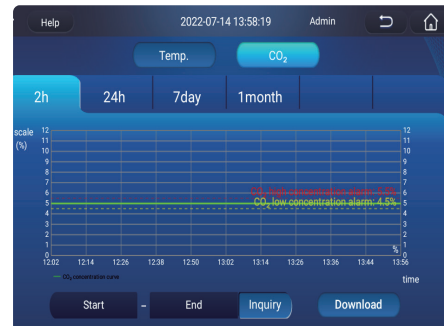 Help 2022-07-14 13:58:19 Admin
Temp. CO₂
2h 24h 7day 1month
scale
(%)
12 12
11 11
10 10
9 9
8 8
7 7
6 6
CO₂ low concentration alarm: 4.5%
5 5
4 4
3 3
2 2
1 1
% 
0 0
12:02 12:14 12:26 12:38 12:50 13:02 13:14 13:26 13:36 13:44 13:56
CO₂ concentration curve
time
Start - End Inquiry Download